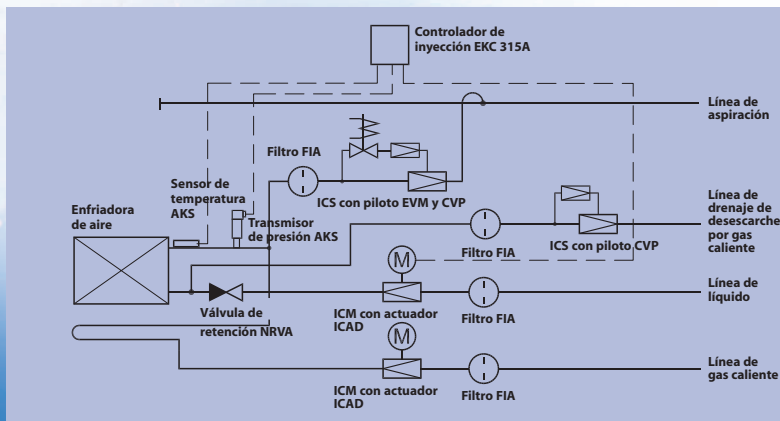 Controlador de
inyección EKC 315A
Línea de
aspiración
Filtro FIA
Sensor de
temperatura
AKS
ICS con piloto EVM y CVP
Enfriadora
de aire
Transmisor
de presión AKS
Línea de
drenaje de
desescarche
por gas
caliente
Filtro FIA
ICS con piloto CVP
M
Línea de
líquido
Válvula de
retención NRVA
ICM con actuador
ICAD
Filtro FIA
M
Línea de
gas caliente
ICM con actuador
ICAD
Filtro FIA